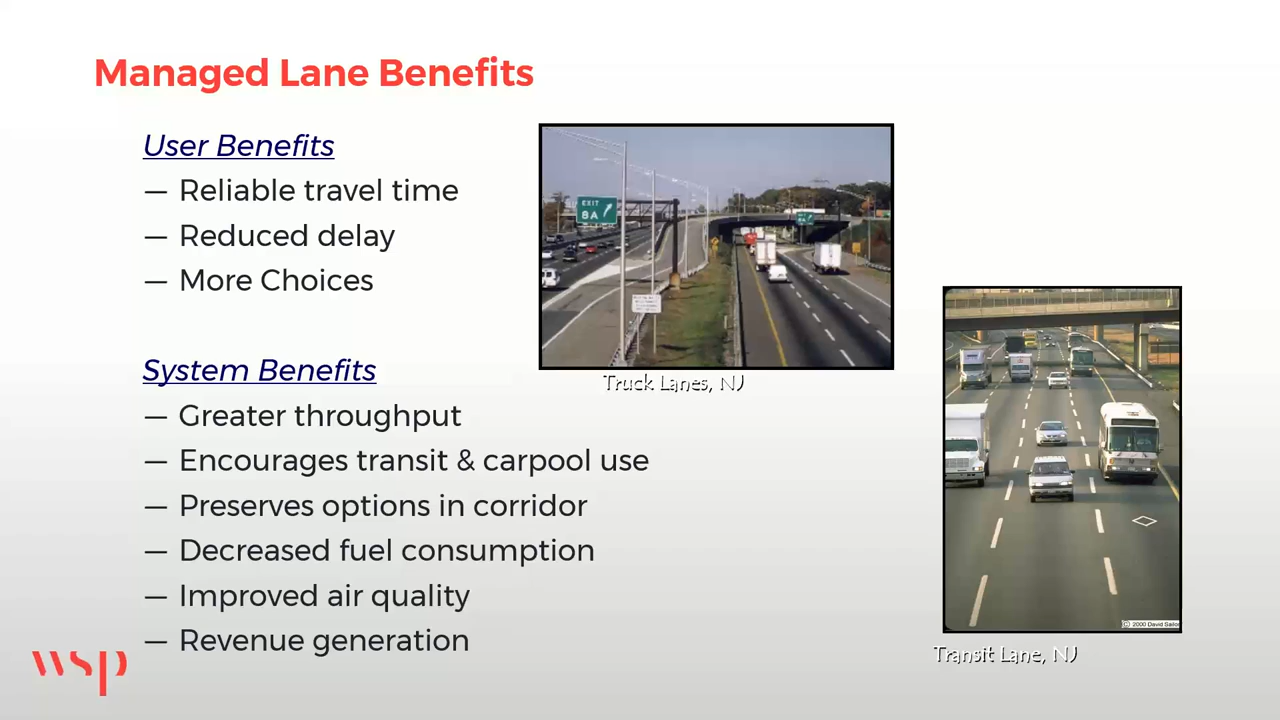 Managed Lane Benefits
User Benefits
— Reliable travel time
— Reduced delay
— More Choices
System Benefits
— Greater throughput
— Encourages transit & carpool use
— Preserves options in corridor
— Decreased fuel consumption
— Improved air quality
— Revenue generation
EXIT
8A
Truck Lanes, NJ
© 2000 David
Transit Lane, NJ
wsp